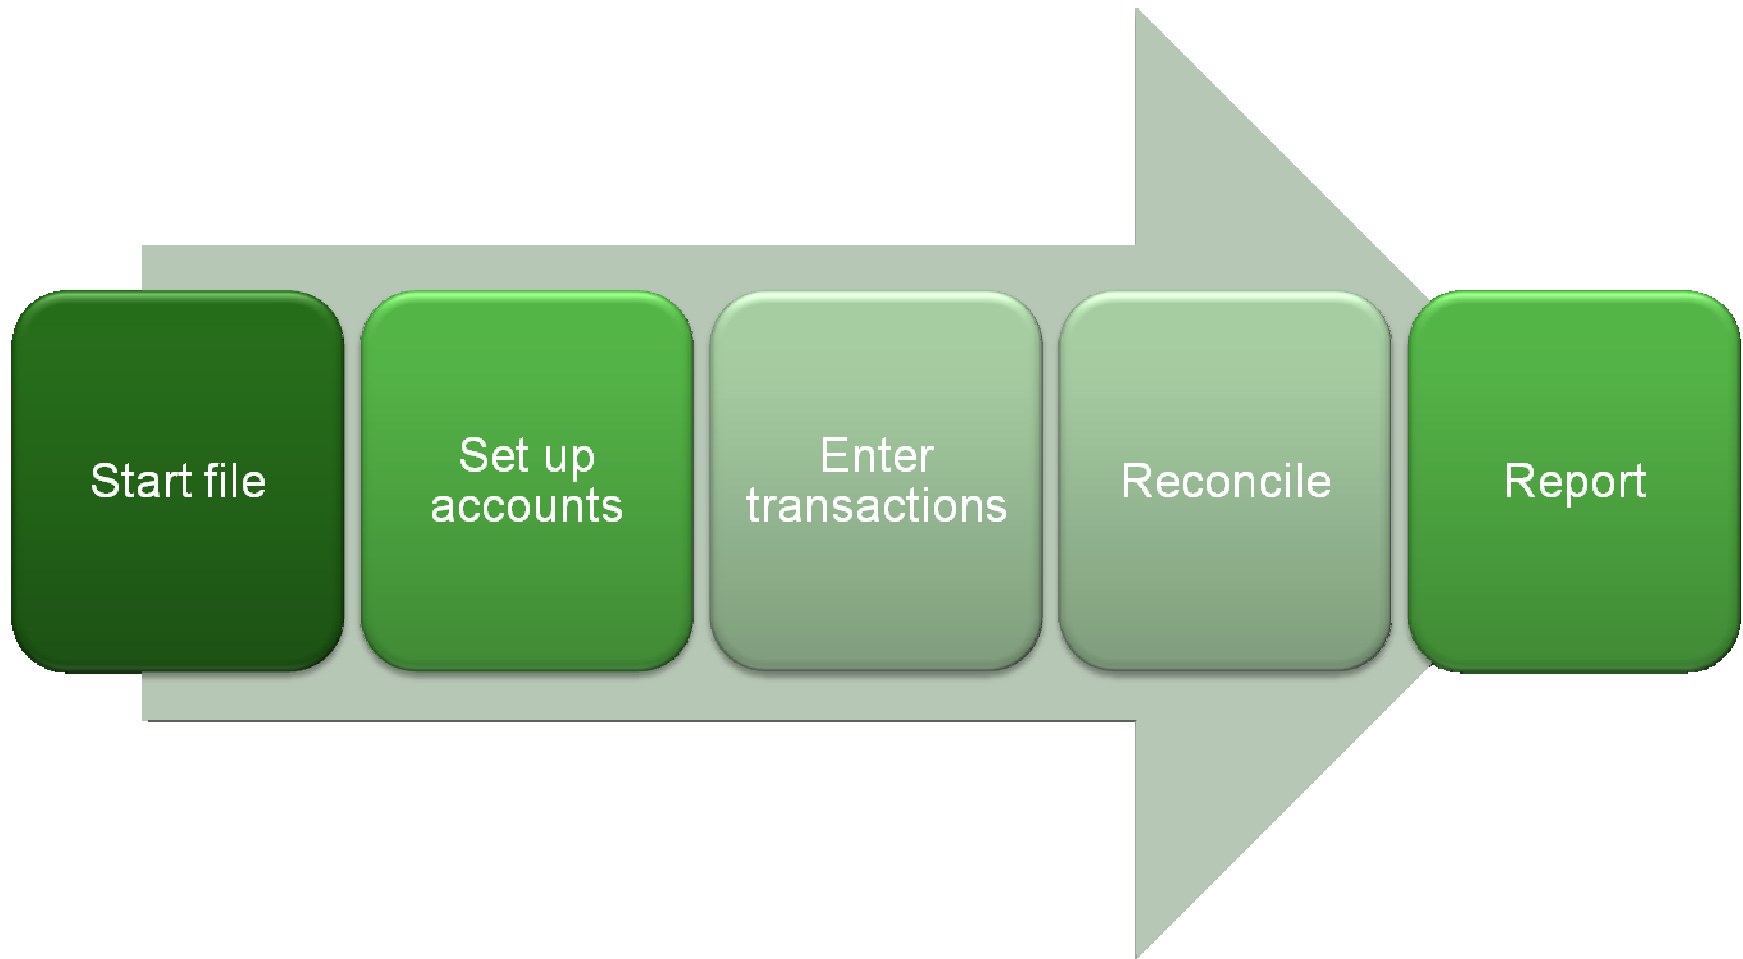 Start file
Set up
accounts
Enter
transactions
Reconcile
Report